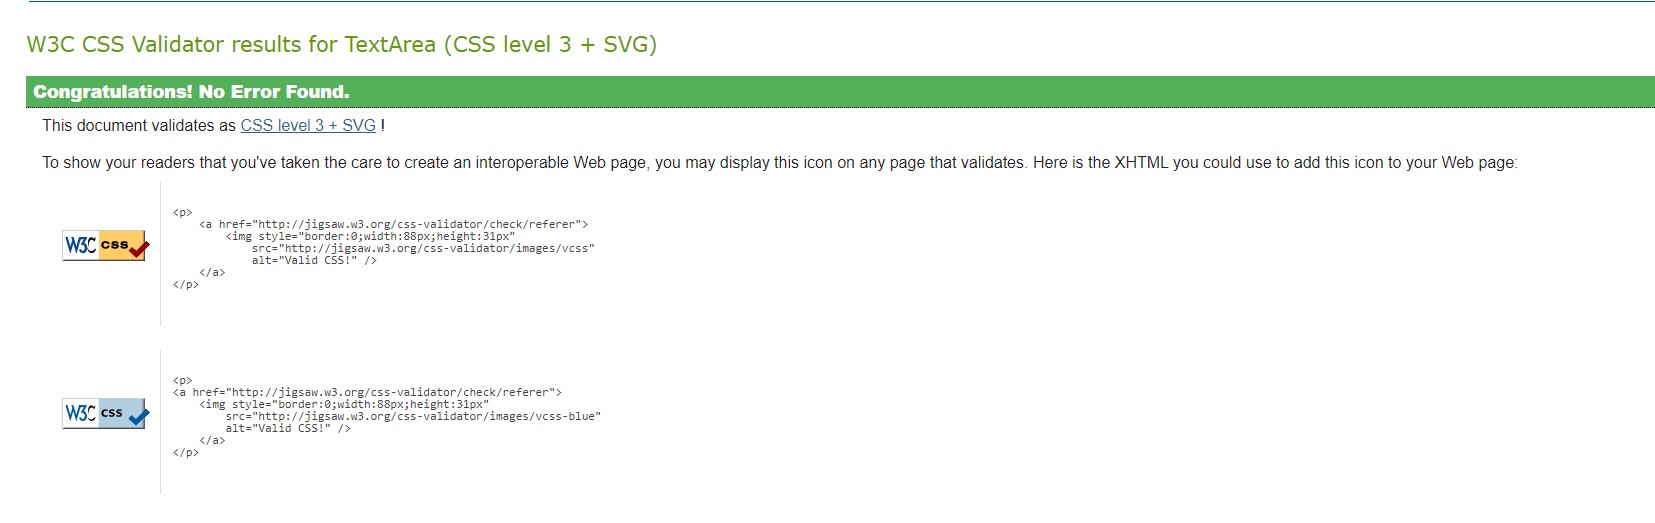 W3C CSS Validator results for TextArea (CSS level 3 + SVG)
Congratulations! No Error Found.
This document validates as CSS level 3 + SVG !
To show your readers that you've taken the care to create an interoperable Web page, you may display this icon on any page that validates. Here is the XHTML you could use to add this icon to your Web page:
W3C css
<p>
    <a href="http://jigsaw.w3.org/css-validator/check/referer">
        <img style="border:0;width:88px;height:31px"
            src="http://jigsaw.w3.org/css-validator/images/vcss"
            alt="Valid CSS!" />
    </a>
</p>
W3C css
<p>
<a href="http://jigsaw.w3.org/css-validator/check/referer">
    <img style="border:0;width:88px;height:31px"
        src="http://jigsaw.w3.org/css-validator/images/vcss-blue"
        alt="Valid CSS!" />
    </a>
</p>